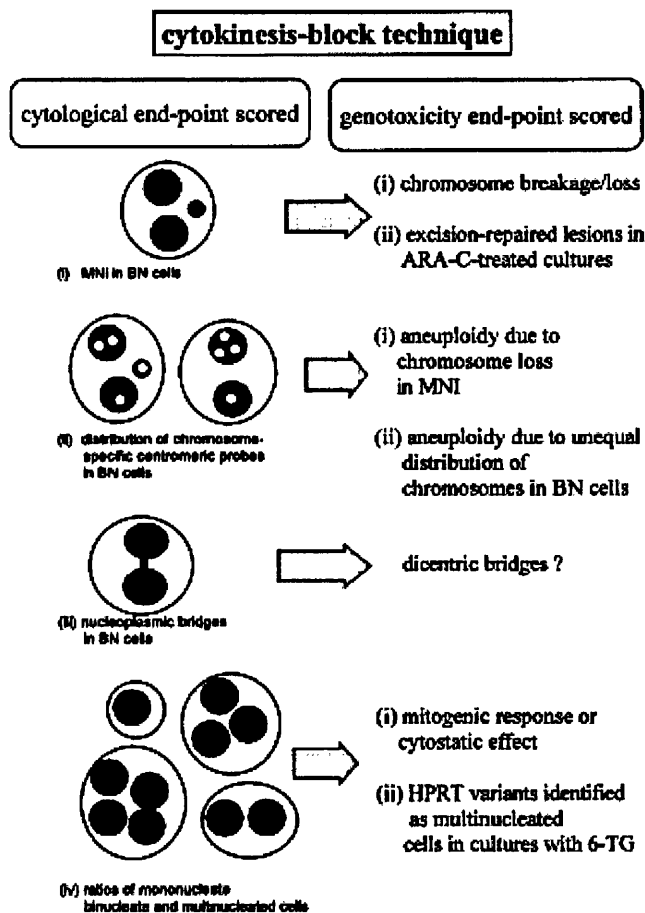 cytokinesis-block technique
cytological end-point scored
genotoxicity end-point scored
(i) MNI in BN cells
(i) chromosome breakage/loss
(ii) excision-repaired lesions in
ARA-C-treated cultures
(ii) distribution of chromosome-
specific centromeric probes
in BN cells
(i) aneuploidy due to
chromosome loss
in MNI
(ii) aneuploidy due to unequal
distribution of
chromosomes in BN cells
(iii) nucleoplasmic bridges
in BN cells
dicentric bridges ?
(iv) ratios of mononucleate
binucleate and multinucleated cells
(i) mitogenic response or
cytostatic effect
(ii) HPRT variants identified
as multinucleated
cells in cultures with 6-TG